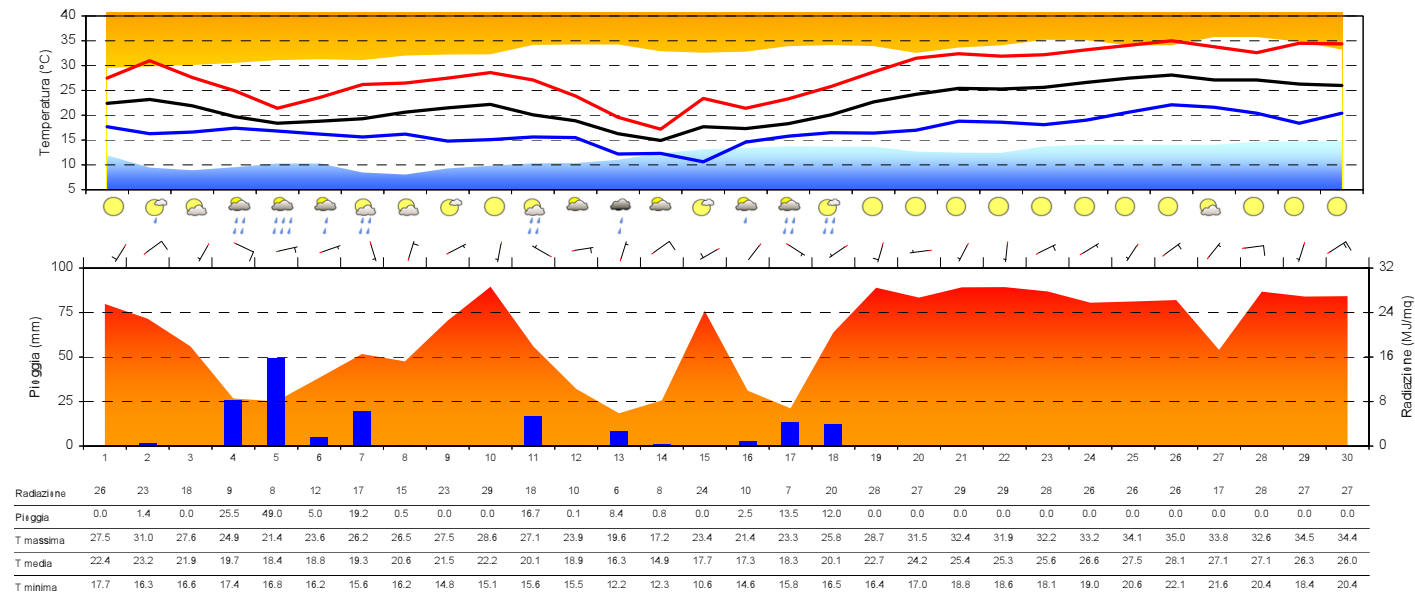 40
35
30
25
20
15
10
5
Temperatura (°C)
100
75
50
25
0
Pioggia (mm)
32
24
16
8
0
Radiazione (MJ/mq)
1 2 3 4 5 6 7 8 9 10 11 12 13 14 15 16 17 18 19 20 21 22 23 24 25 26 27 28 29 30
Radiazione 26 23 18 9 8 12 17 15 23 29 18 10 6 8 24 10 7 20 28 27 29 29 28 26 26 26 17 28 27 27
Pioggia 0.0 1.4 0.0 25.5 49.0 5.0 19.2 0.5 0.0 0.0 16.7 0.1 8.4 0.8 0.0 2.5 13.5 12.0 0.0 0.0 0.0 0.0 0.0 0.0 0.0 0.0 0.0 0.0 0.0 0.0
T massima 27.5 31.0 27.6 24.9 21.4 23.6 26.2 26.5 27.5 28.6 27.1 23.9 19.6 17.2 23.4 21.4 23.3 25.8 28.7 31.5 32.4 31.9 32.2 33.2 34.1 35.0 33.8 32.6 34.5 34.4
T media 22.4 23.2 21.9 19.7 18.4 18.8 19.3 20.6 21.5 22.2 20.1 18.9 16.3 14.9 17.7 17.3 18.3 20.1 22.7 24.2 25.4 25.3 25.6 26.6 27.5 28.1 27.1 27.1 26.3 26.0
T minima 17.7 16.3 16.6 17.4 16.8 16.2 15.6 16.2 14.8 15.1 15.6 15.5 12.2 12.3 10.6 14.6 15.8 16.5 16.4 17.0 18.8 18.6 18.1 19.0 20.6 22.1 21.6 20.4 18.4 20.4